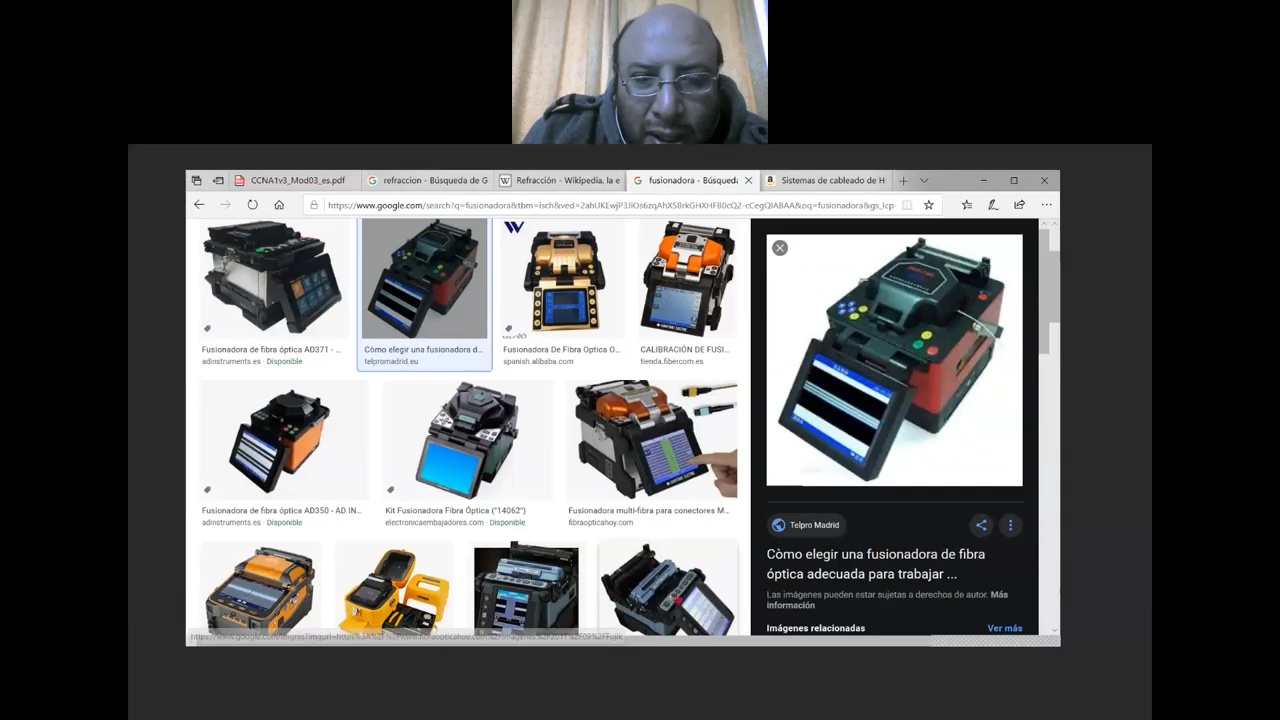 CCNA1v3_Mod03_es.pdf
refraccion - Búsqueda de G
Refracción - Wikipedia, la e
fusionadora - Búsqueda
Sistemas de cableado de H
W
Fusionadora de fibra óptica AD371 - ...
adinstruments.es · Disponible
Còmo elegir una fusionadora d...
telpromadrid.eu
Fusionadora De Fibra Optica O...
spanish.alibaba.com
CALIBRACIÓN DE FUSI...
tienda.fibercom.es
Fusionadora de fibra óptica AD350 - AD IN...
adinstruments.es · Disponible
Kit Fusionadora Fibra Óptica ("14062")
electronicaembajadores.com · Disponible
Fusionadora multi-fibra para conectores M...
fibraopticahoy.com
Telpro Madrid
Còmo elegir una fusionadora de fibra
óptica adecuada para trabajar ...
Las imágenes pueden estar sujetas a derechos de autor. Más
información
Imágenes relacionadas
Ver más